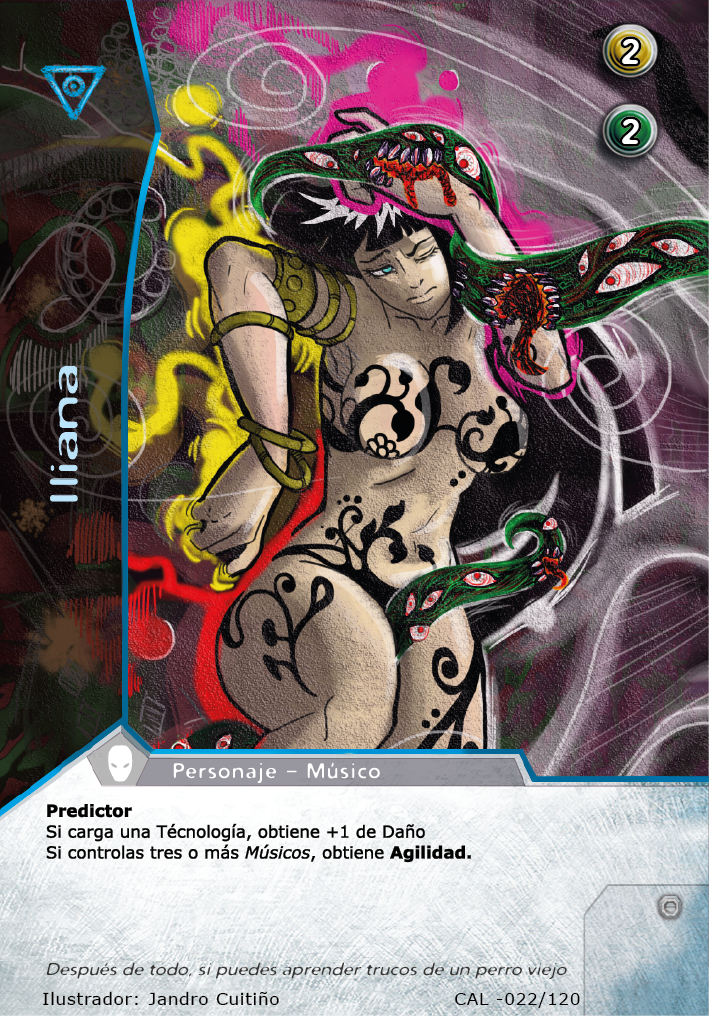 2
2
Iliana
Personaje – Músico
Predictor
Si carga una Técnología, obtiene +1 de Daño
Si controlas tres o más Músicos, obtiene Agilidad.
Después de todo, si puedes aprender trucos de un perro viejo
Ilustrador: Jandro Cuitiño CAL -022/120